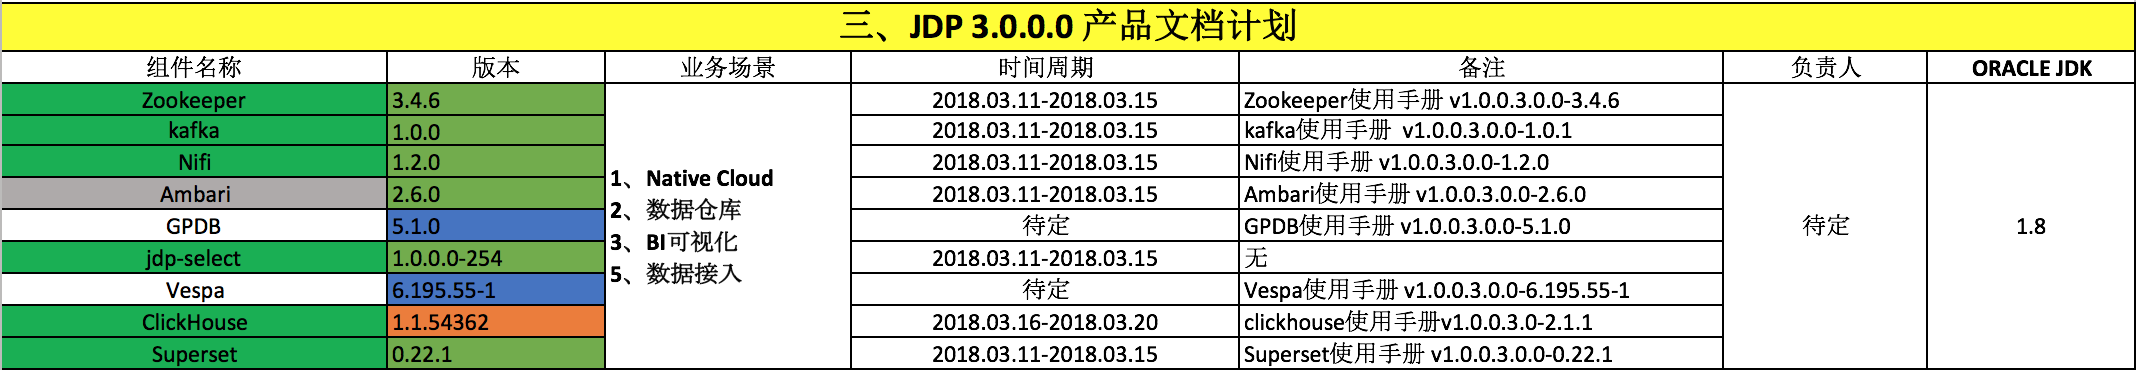 三、JDP 3.0.0.0 产品文档计划
组件名称 版本 业务场景 时间周期 备注 负责人 ORACLE JDK
Zookeeper 3.4.6 2018.03.11-2018.03.15 Zookeeper使用手册 v1.0.0.3.0.0-3.4.6
kafka 1.0.0 2018.03.11-2018.03.15 kafka使用手册 v1.0.0.3.0.0-1.0.1
Nifi 1.2.0 2018.03.11-2018.03.15 Nifi使用手册 v1.0.0.3.0.0-1.2.0
Ambari 2.6.0 2018.03.11-2018.03.15 Ambari使用手册 v1.0.0.3.0.0-2.6.0
GPDB 5.1.0 待定 GPDB使用手册 v1.0.0.3.0.0-5.1.0
jdp-select 1.0.0.0-254 2018.03.11-2018.03.15 无
Vespa 6.195.55-1 待定 Vespa使用手册 v1.0.0.3.0.0-6.195.55-1
ClickHouse 1.1.54362 2018.03.16-2018.03.20 clickhouse使用手册v1.0.0.3.0-2.1.1
Superset 0.22.1 2018.03.11-2018.03.15 Superset使用手册 v1.0.0.3.0.0-0.22.1
1、Native Cloud
2、数据仓库
3、BI可视化
5、数据接入
待定
1.8